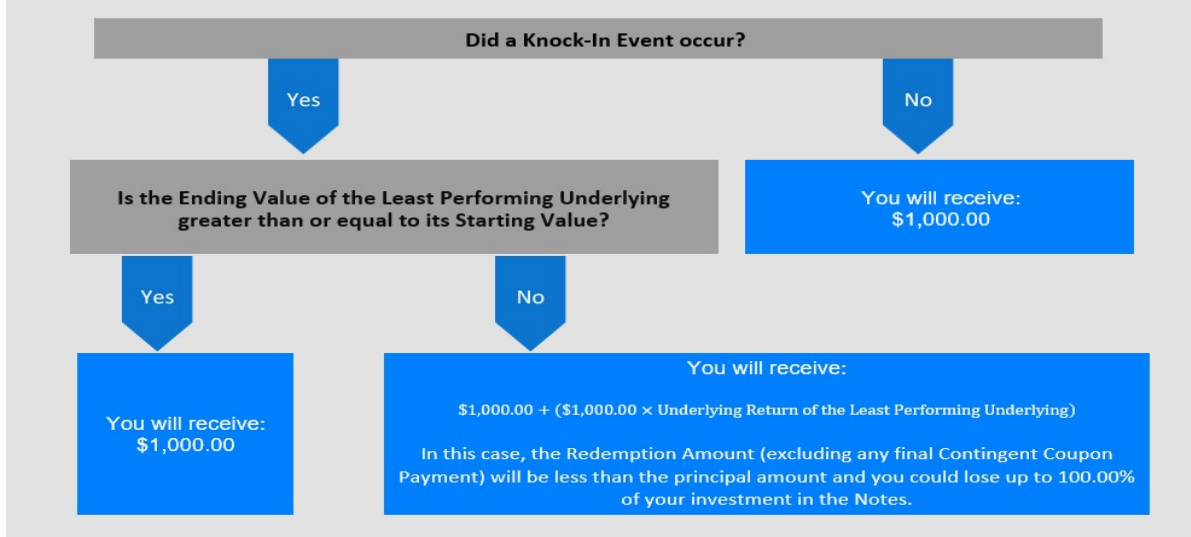 Did a Knock-In Event occur?
Yes
No
Is the Ending Value of the Least Performing Underlying
greater than or equal to its Starting Value?
You will receive:
$1,000.00
Yes
No
You will receive:
$1,000.00
You will receive:
$1,000.00 + ($1,000.00 × Underlying Return of the Least Performing Underlying)
In this case, the Redemption Amount (excluding any final Contingent Coupon
Payment) will be less than the principal amount and you could lose up to 100.00%
of your investment in the Notes.